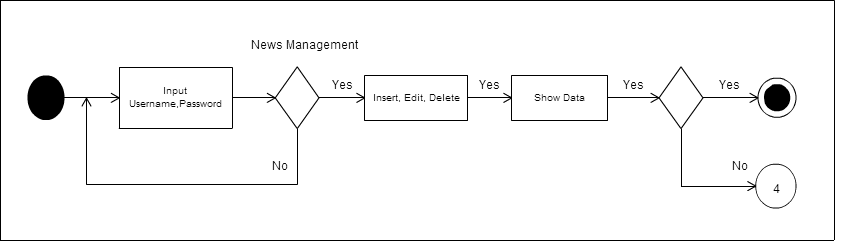 News Management
Input
Username,Password
Yes
Insert, Edit, Delete
Yes
Show Data
Yes
Yes
No
No
4